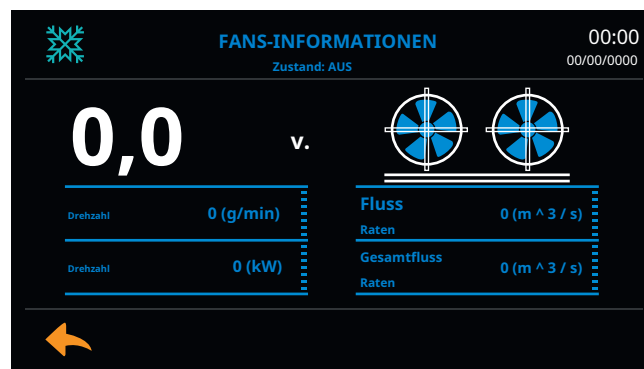 FANS-INFORMATIONEN
00:00
Zustand: AUS
00/00/0000
0,0
v.
Drehzahl
0 (g/min)
Fluss
Raten
0 (m ^ 3 / s)
Drehzahl
0 (kW)
Gesamtfluss
Raten
0 (m ^ 3 / s)